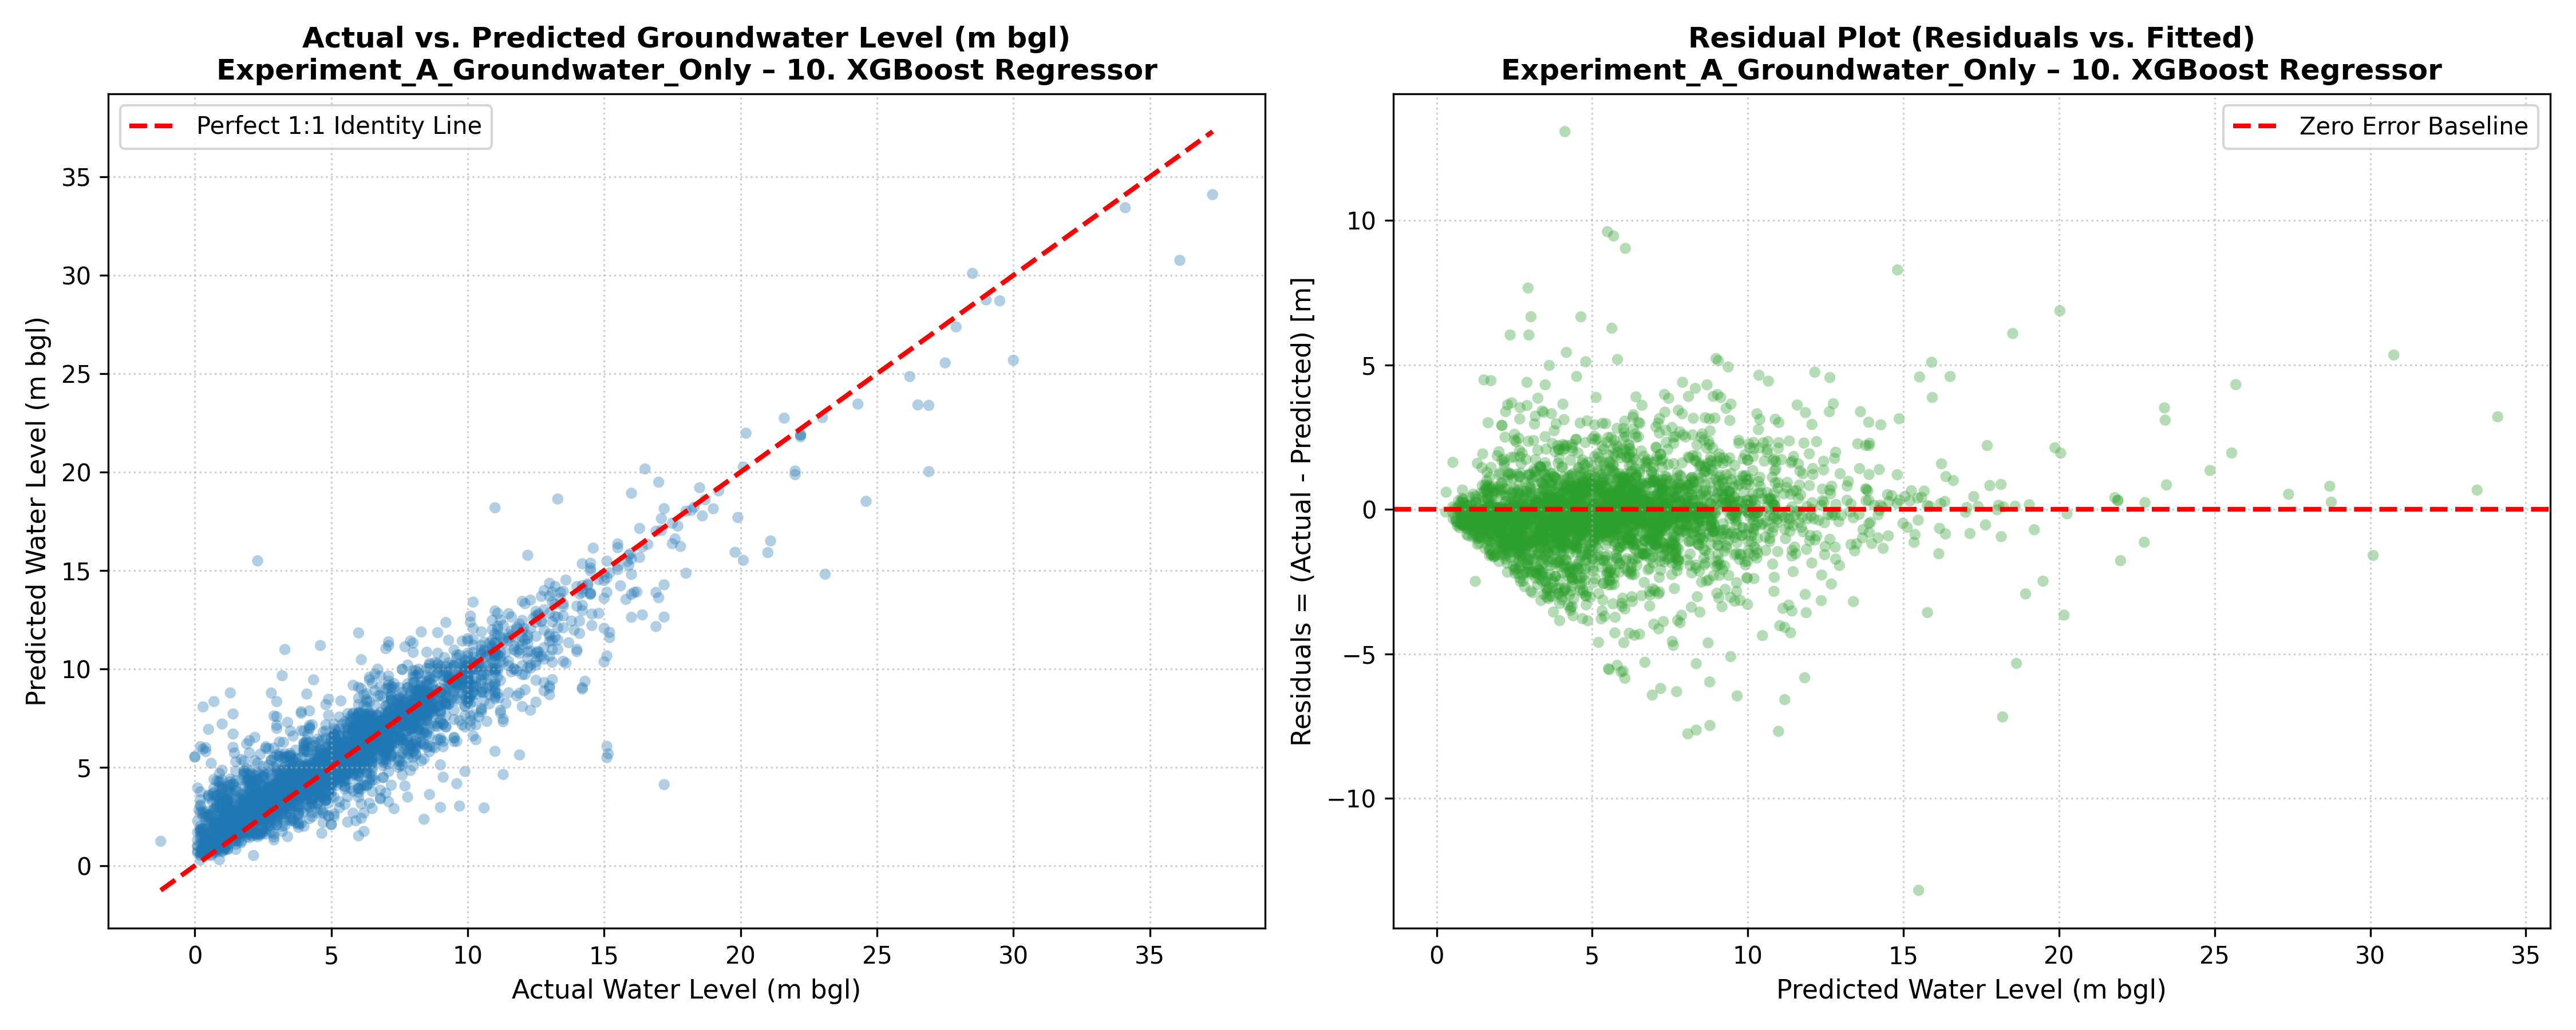 Actual vs. Predicted Groundwater Level (m bgl)
Experiment_A_Groundwater_Only – 10. XGBoost Regressor
Perfect 1:1 Identity Line
Predicted Water Level (m bgl)
35
30
25
20
15
10
5
0
0 5 10 15 20 25 30 35
Actual Water Level (m bgl)
Residual Plot (Residuals vs. Fitted)
Experiment_A_Groundwater_Only – 10. XGBoost Regressor
Zero Error Baseline
Residuals = (Actual - Predicted) [m]
10
5
0
−5
−10
0 5 10 15 20 25 30 35
Predicted Water Level (m bgl)